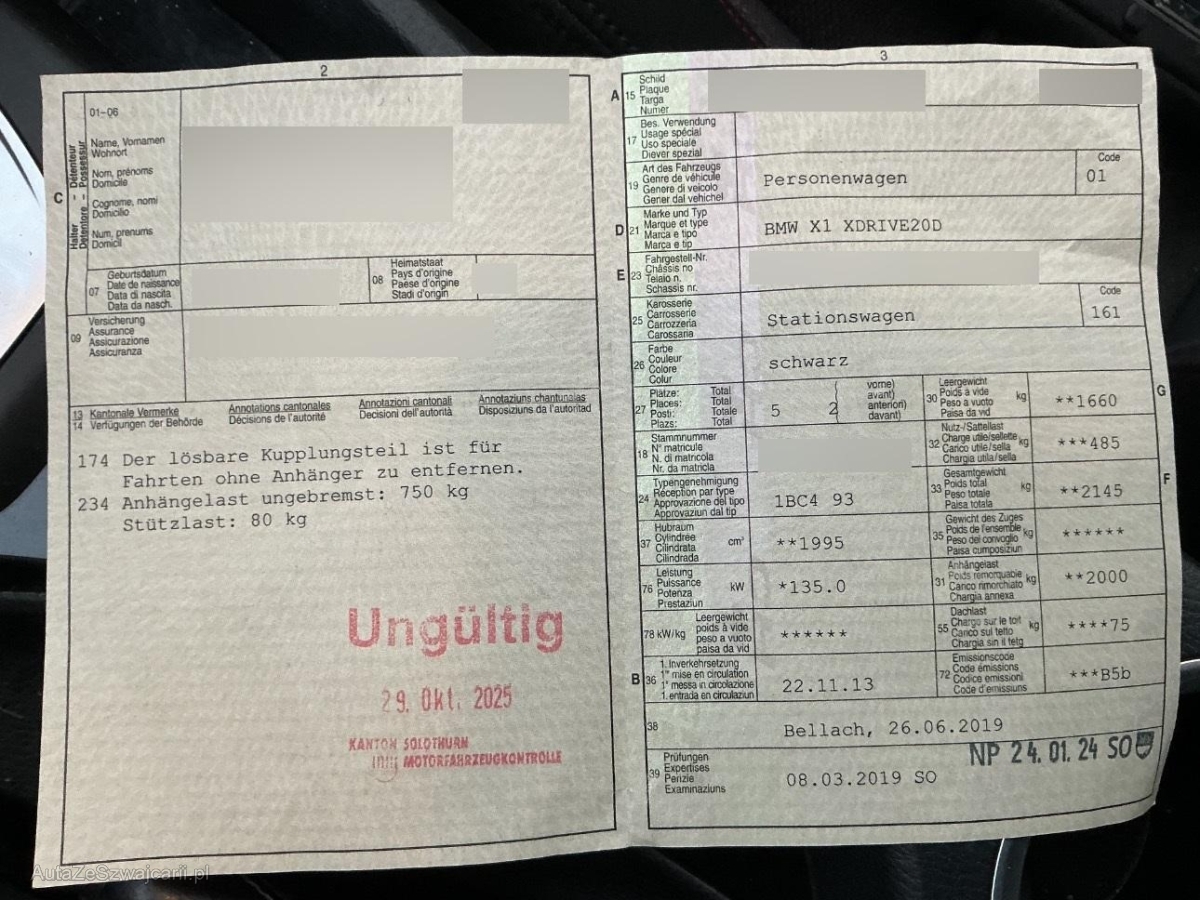 2
01-06
C
Halter - Détenteur
Detentore - Possessur
Name, Vornamen
Wohnort
Nom, prénoms
Domicile
Cognome, nomi
Domicilio
Num, prenums
Domicil
07
Geburtsdatum
Date de naissance
Data di nascita
Data da nasch.
08
Heimatstaat
Pays d'origine
Paese d'origine
Stadi d'origin
09
Versicherung
Assurance
Assicurazione
Assicuranza
13 Kantonale Vermerke Annotations cantonales Annotazioni cantonali Annotaziuns chantunalas
14 Verfügungen der Behörde Décisions de l'autorité Decisioni dell'autorità Disposiziuns da l'autoritad
174 Der lösbare Kupplungsteil ist für
Fahrten ohne Anhänger zu entfernen.
234 Anhängelast ungebremst: 750 kg
Stützlast: 80 kg
Ungültig
29. Okt. 2025
KANTON SOLOTHURN
MOTORFAHRZEUGKONTROLLE
AutaZeSzwajcarii.pl
3
A 15
Schild
Plaque
Targa
Numer
17
Bes. Verwendung
Usage spécial
Uso speciale
Diever spezial
19
Art des Fahrzeugs
Genre de véhicule
Genere di veicolo
Gener dal vehichel
Personenwagen
Code
01
D 21
Marke und Typ
Marque et type
Marca e tipo
Marca e tip
BMW X1 XDRIVE20D
E 23
Fahrgestell-Nr.
Châssis no
Telaio n.
Schassis nr.
25
Karosserie
Carrosserie
Carrozzeria
Carossaria
Stationswagen
Code
161
26
Farbe
Couleur
Colore
Colur
schwarz
27
Plätze: Total
Places: Total
Posti: Totale
Plazs: Total
5 2
vorne)
avant)
anteriori)
davant)
G
30
Leergewicht
Poids à vide
Peso a vuoto
Paisa da vid
kg
**1660
18
Stammnummer
N° matricule
N. di matricola
Nr. da matricla
32
Nutz-/Sattellast
Charge utile/sellette
Carico utile/sella
Chargia utila/sella
kg
***485
24
Typengenehmigung
Réception par type
Approvazione del tipo
Approvaziun dal tip
1BC4 93
F
33
Gesamtgewicht
Poids total
Peso totale
Paisa totala
kg
**2145
37
Hubraum
Cylindrée
Cilindrata
Cilindrada
cm³
**1995
35
Gewicht des Zuges
Poids de l'ensemble
Peso del convoglio
Paisa cumposiziun
kg
******
76
Leistung
Puissance
Potenza
Prestaziun
kW
*135.0
31
Anhängelast
Poids remorquable
Carico rimorchiato
Chargia annexa
kg
**2000
78 kW/kg
Leergewicht
poids à vide
peso a vuoto
paisa da vid
******
55
Dachlast
Charge sur le toit
Carico sul tetto
Chargia sin il tetg
kg
****75
B 36
1. Inverkehrsetzung
1re mise en circulation
1a messa in circolazione
1. entrada en circulaziun
22.11.13
72
Emissionscode
Code émissions
Codice emissioni
Code d'emissiuns
***B5b
38
Bellach, 26.06.2019
NP 24.01.24 SO
39
Prüfungen
Expertises
Perizie
Examinaziuns
08.03.2019 SO